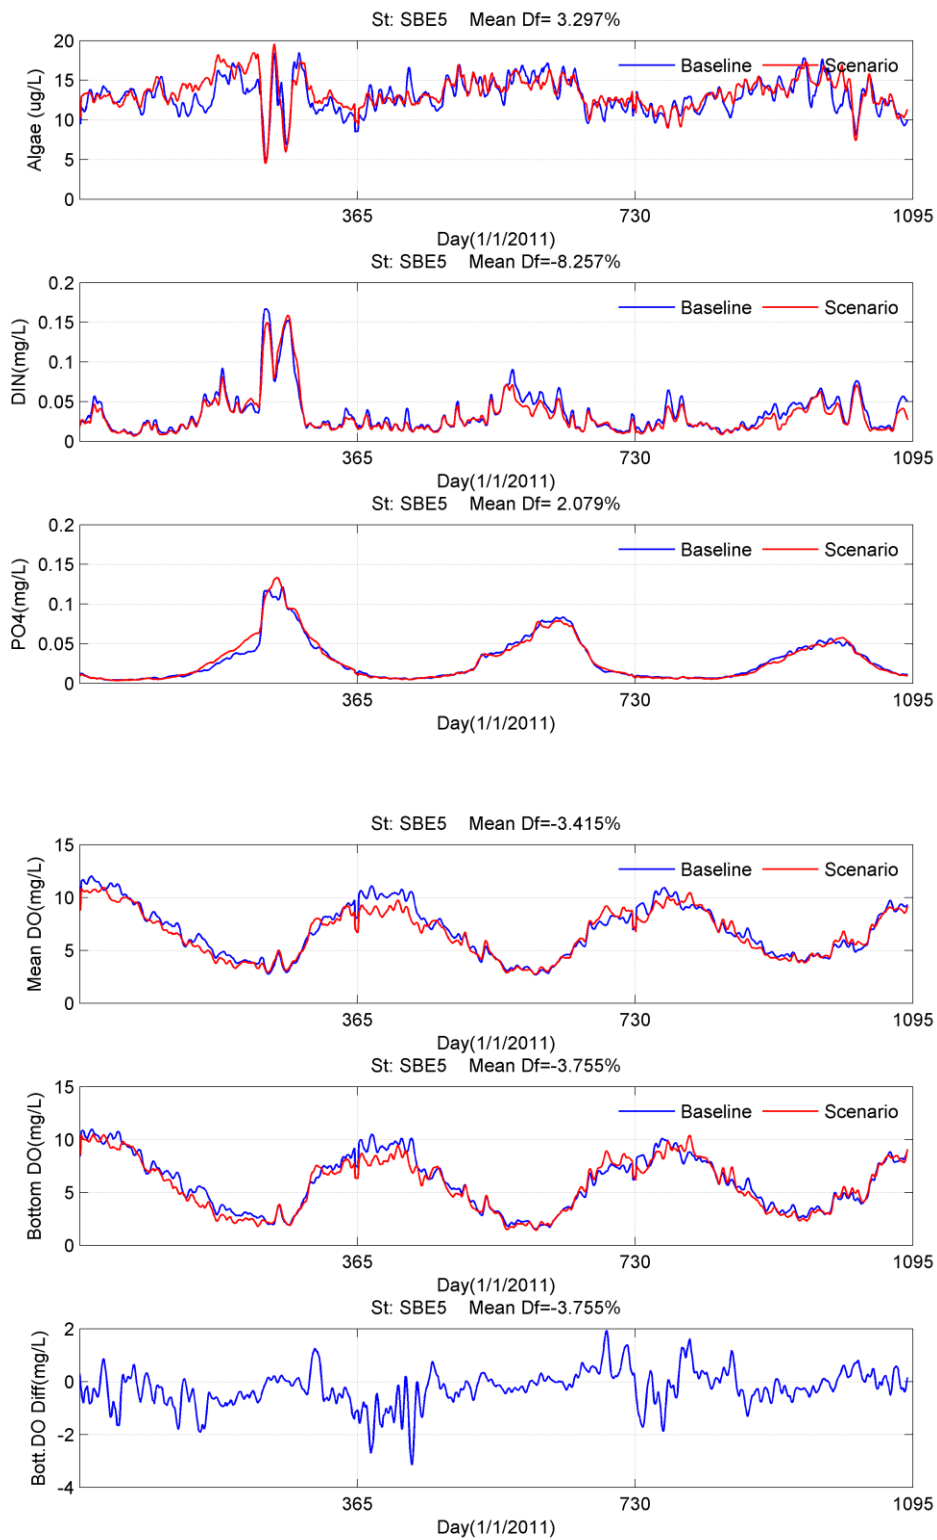 St: SBE5 Mean Df= 3.297%
20
15
10
5
0
Algae (ug/L)
Baseline
Scenario
365
730
1095
Day(1/1/2011)
St: SBE5 Mean Df=-8.257%
0.2
0.15
0.1
0.05
0
DIN(mg/L)
Baseline
Scenario
365
730
1095
Day(1/1/2011)
St: SBE5 Mean Df= 2.079%
0.2
0.15
0.1
0.05
0
PO4(mg/L)
Baseline
Scenario
365
730
1095
Day(1/1/2011)
St: SBE5 Mean Df=-3.415%
15
10
5
0
Mean DO(mg/L)
Baseline
Scenario
365
730
1095
Day(1/1/2011)
St: SBE5 Mean Df=-3.755%
15
10
5
0
Bottom DO(mg/L)
Baseline
Scenario
365
730
1095
Day(1/1/2011)
St: SBE5 Mean Df=-3.755%
2
0
-2
-4
Bott.DO Diff(mg/L)
365
730
1095
Day(1/1/2011)